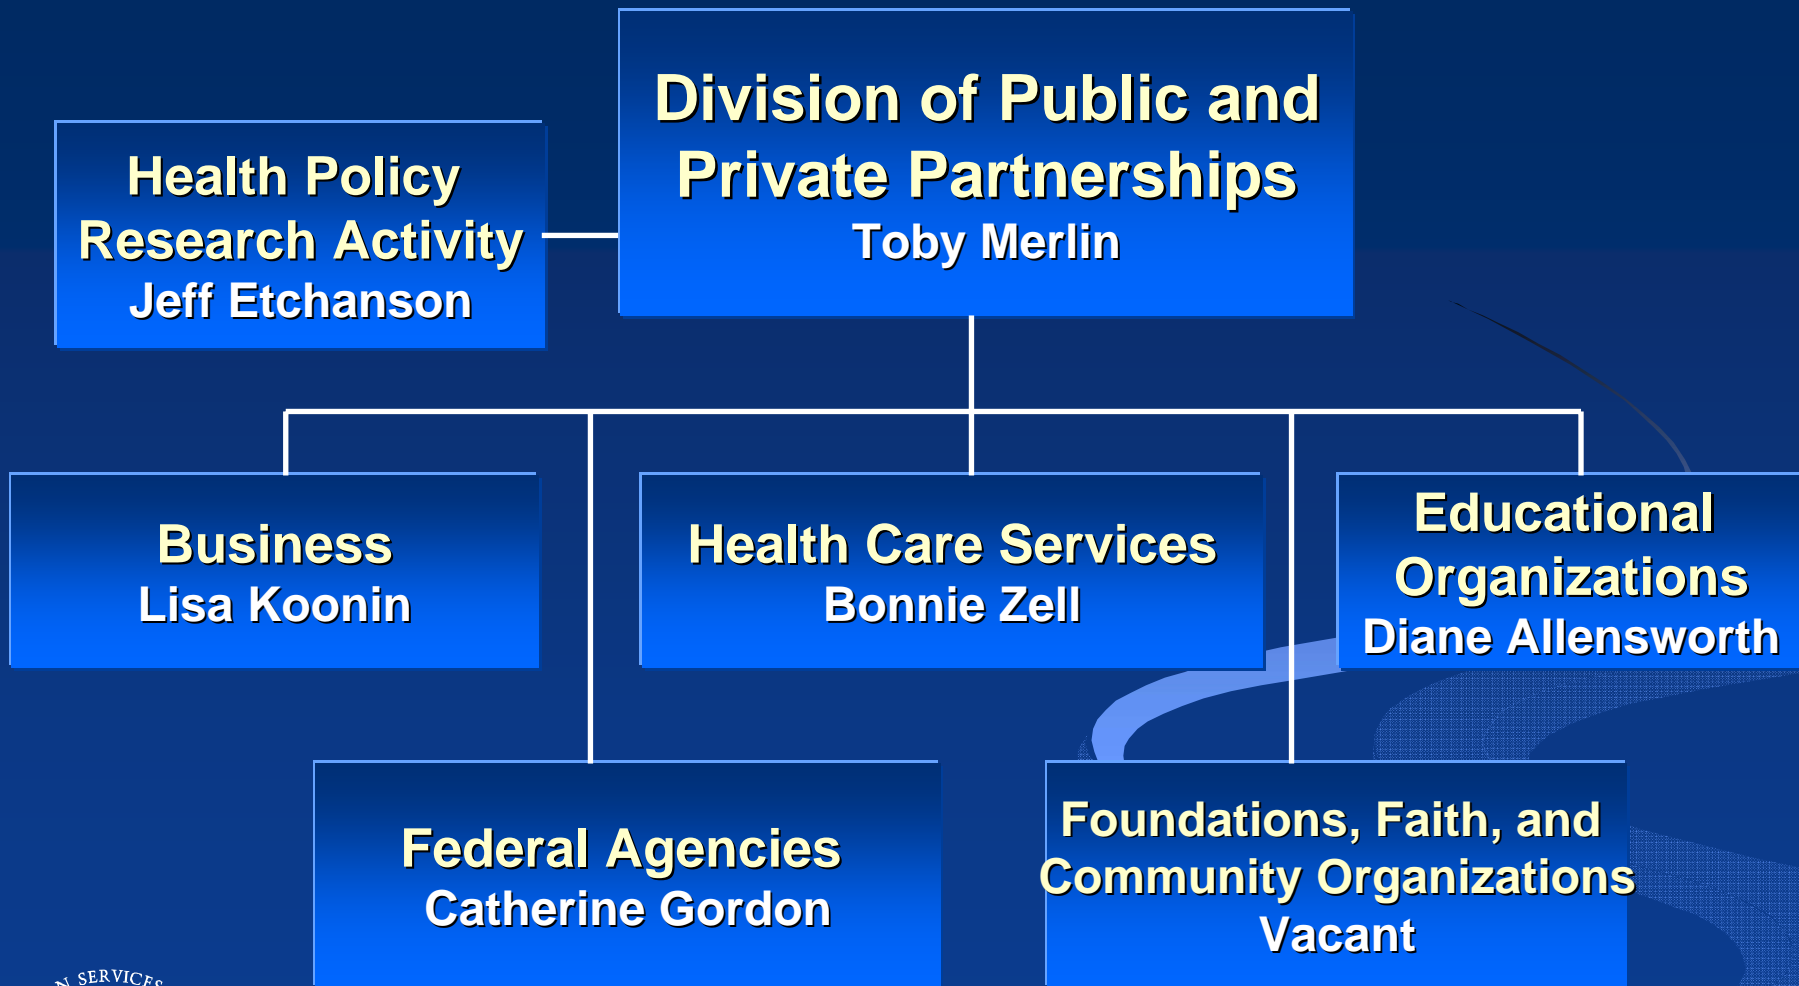 Division of Public and
Private Partnerships
Toby Merlin
Health Policy
Research Activity
Jeff Etchanson
Business
Lisa Koonin
Health Care Services
Bonnie Zell
Educational
Organizations
Diane Allensworth
Federal Agencies
Catherine Gordon
Foundations, Faith, and
Community Organizations
Vacant
SERVICES